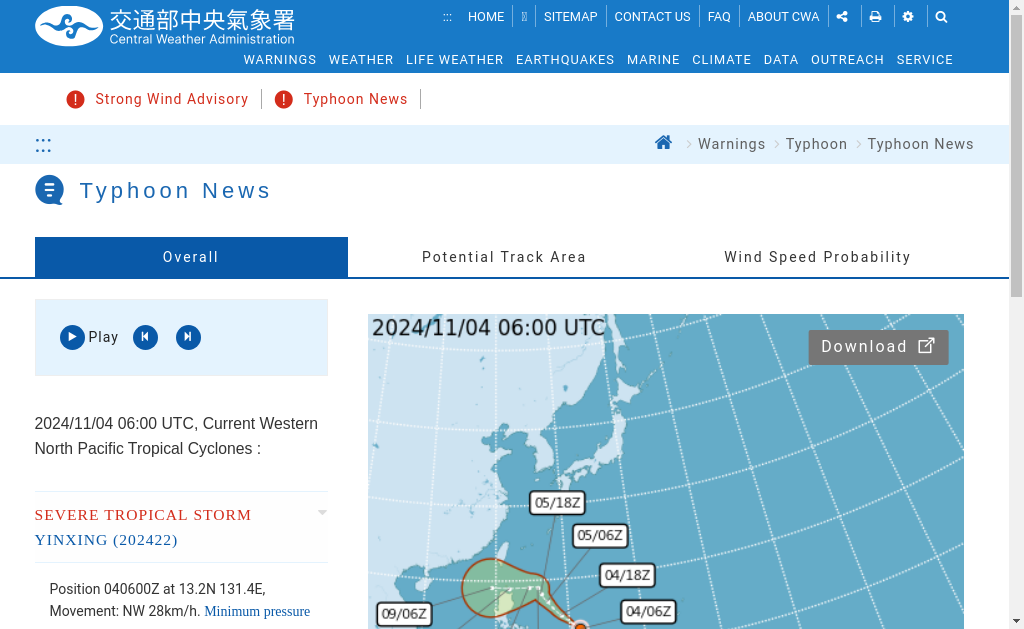 交通部中央氣象署
Central Weather Administration
::: HOME SITEMAP CONTACT US FAQ ABOUT CWA
WARNINGS WEATHER LIFE WEATHER EARTHQUAKES MARINE CLIMATE DATA OUTREACH SERVICE
Strong Wind Advisory
Typhoon News
:::
Warnings Typhoon Typhoon News
Typhoon News
Overall
Potential Track Area
Wind Speed Probability
Play
2024/11/04 06:00 UTC, Current Western
North Pacific Tropical Cyclones :
SEVERE TROPICAL STORM
YINXING (202422)
Position 040600Z at 13.2N 131.4E,
Movement: NW 28km/h. Minimum pressure
2024/11/04 06:00 UTC
Download
05/18Z
05/06Z
04/18Z
04/06Z
09/06Z